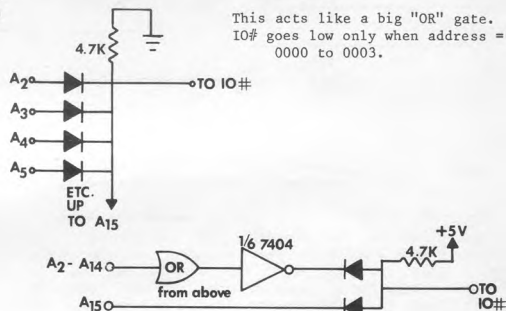 This acts like a big "OR" gate.
IO# goes low only when address =
0000 to 0003.
4.7K
A2
TO IO#
A3
A4
A5
ETC.
UP
TO A15
1/6 7404
+5V
4.7K
A2 - A14
OR
from above
A15
TO
IO#